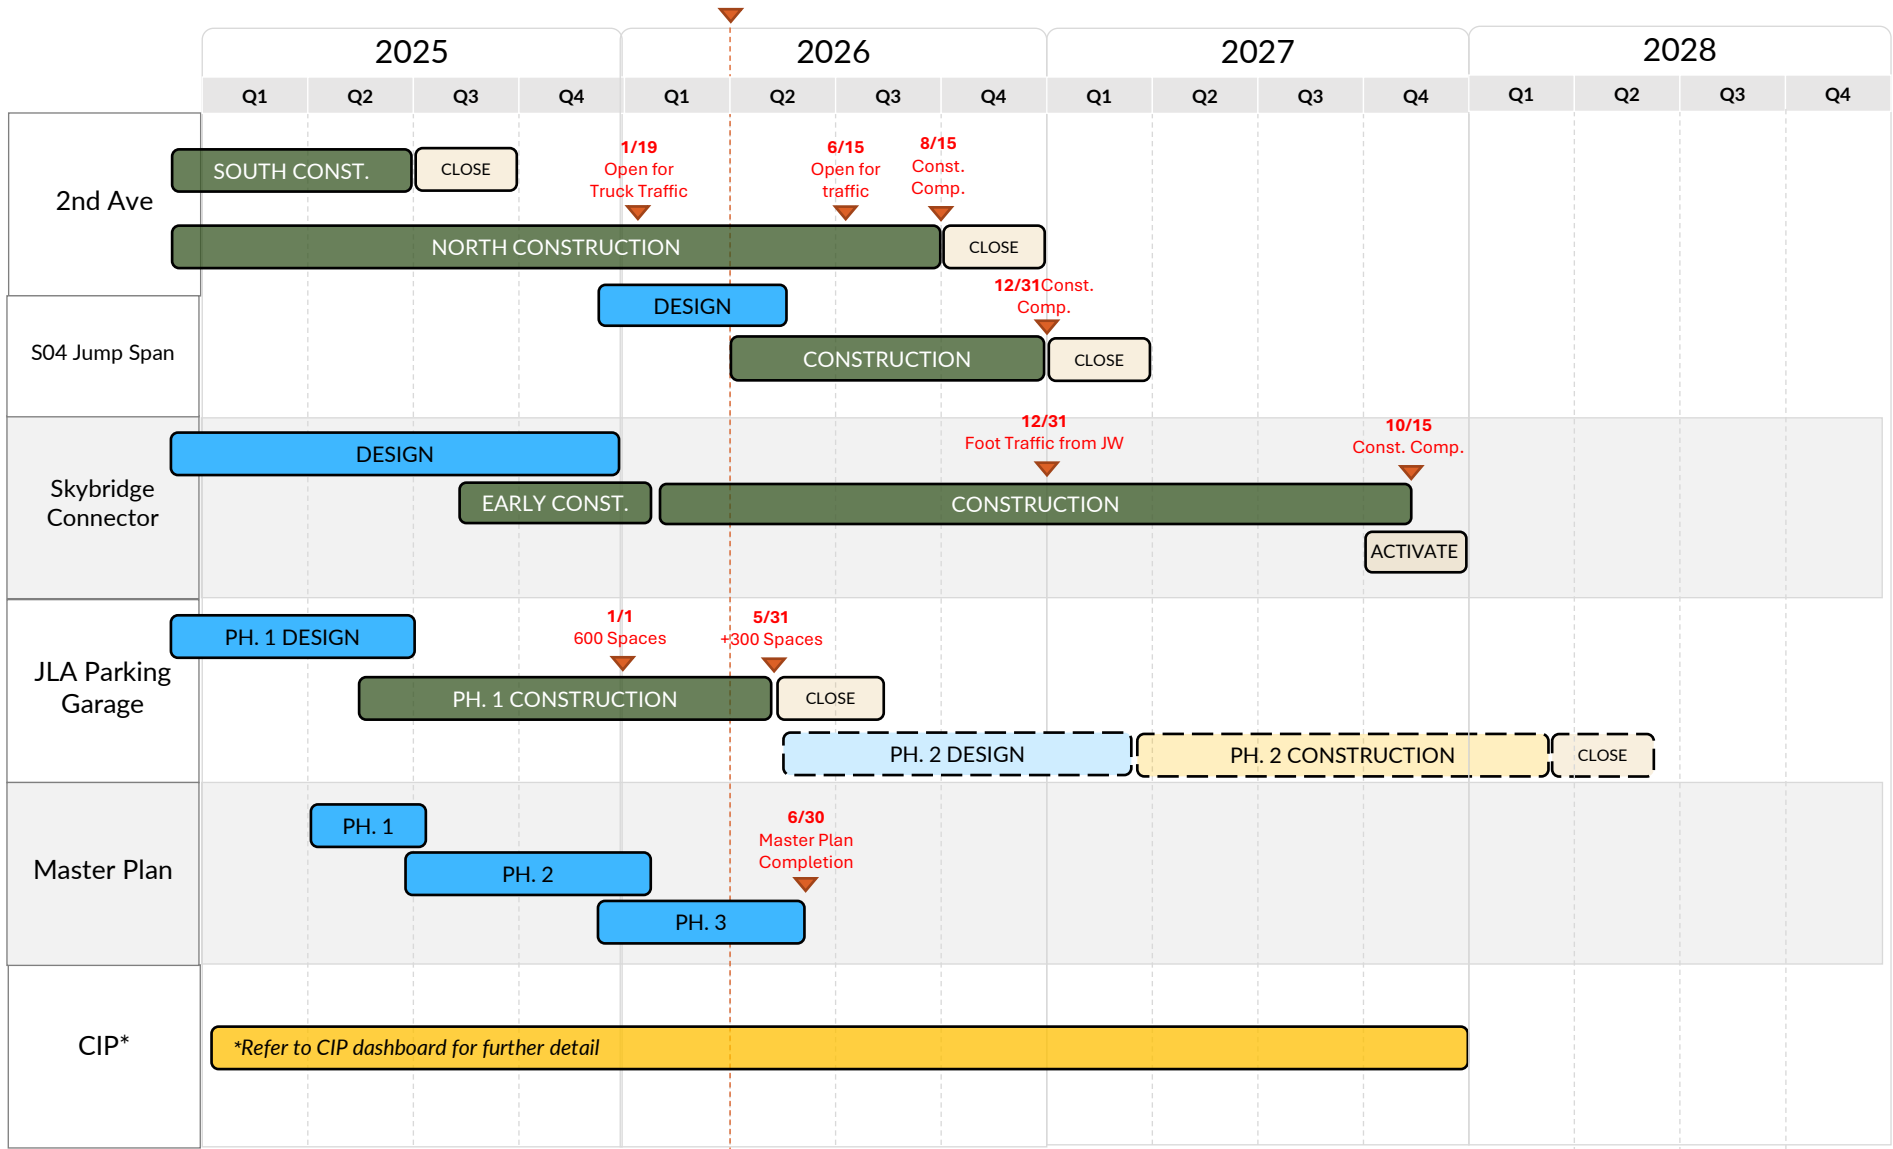 2025
2026
2027
2028
Q1 Q2 Q3 Q4 Q1 Q2 Q3 Q4 Q1 Q2 Q3 Q4 Q1 Q2 Q3 Q4
2nd Ave
SOUTH CONST.
CLOSE
1/19
Open for
Truck Traffic
6/15
Open for
traffic
8/15
Const.
Comp.
NORTH CONSTRUCTION
CLOSE
S04 Jump Span
DESIGN
12/31Const.
Comp.
CONSTRUCTION
CLOSE
Skybridge
Connector
DESIGN
12/31
Foot Traffic from JW
10/15
Const. Comp.
EARLY CONST.
CONSTRUCTION
ACTIVATE
JLA Parking
Garage
PH. 1 DESIGN
1/1
600 Spaces
5/31
+300 Spaces
PH. 1 CONSTRUCTION
CLOSE
PH. 2 DESIGN
PH. 2 CONSTRUCTION
CLOSE
Master Plan
PH. 1
PH. 2
6/30
Master Plan
Completion
PH. 3
CIP*
*Refer to CIP dashboard for further detail